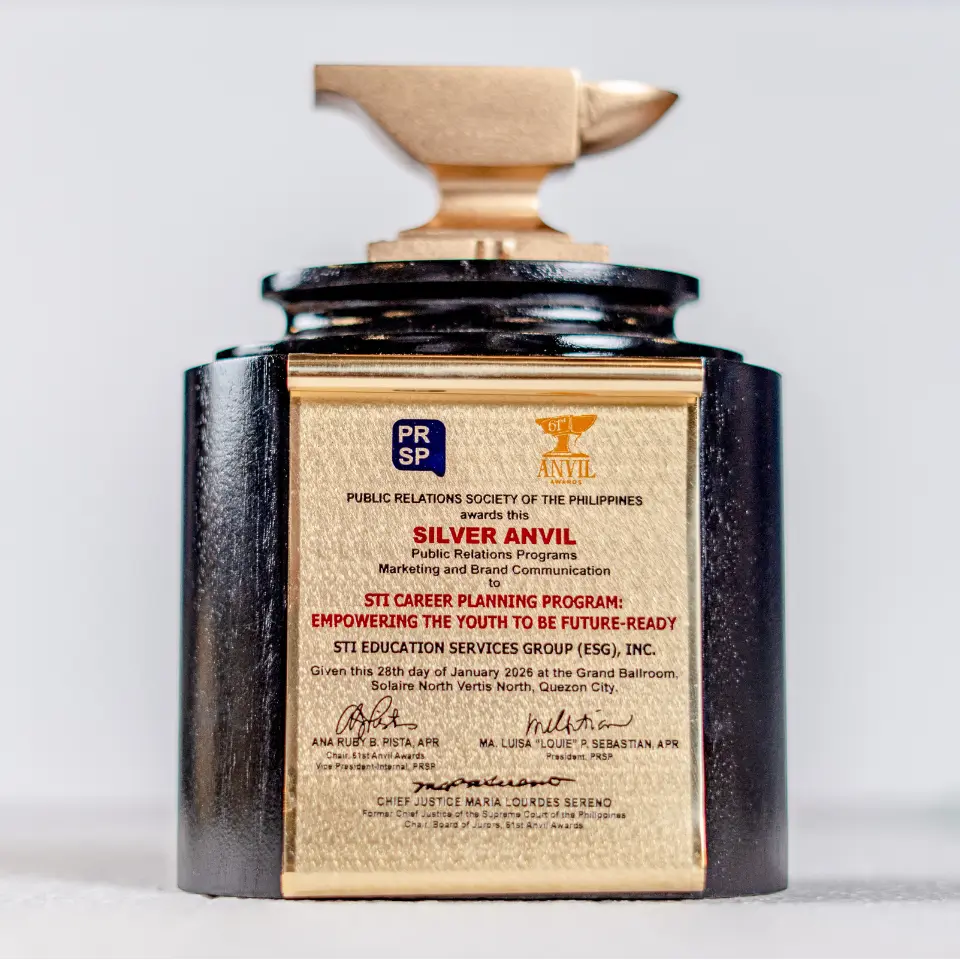 PR
SP
61st
ANVIL
AWARDS
PUBLIC RELATIONS SOCIETY OF THE PHILIPPINES
awards this
SILVER ANVIL
Public Relations Programs
Marketing and Brand Communication
to
STI CAREER PLANNING PROGRAM:
EMPOWERING THE YOUTH TO BE FUTURE-READY
STI EDUCATION SERVICES GROUP (ESG), INC.
Given this 28th day of January 2026 at the Grand Ballroom,
Solaire North Vertis North, Quezon City.
ANA RUBY B. PISTA, APR
Chair, 61st Anvil Awards
Vice President-Internal, PRSP
MA. LUISA "LOUIE" P. SEBASTIAN, APR
President, PRSP
CHIEF JUSTICE MARIA LOURDES SERENO
Former Chief Justice of the Supreme Court of the Philippines
Chair, Board of Jurors, 61st Anvil Awards